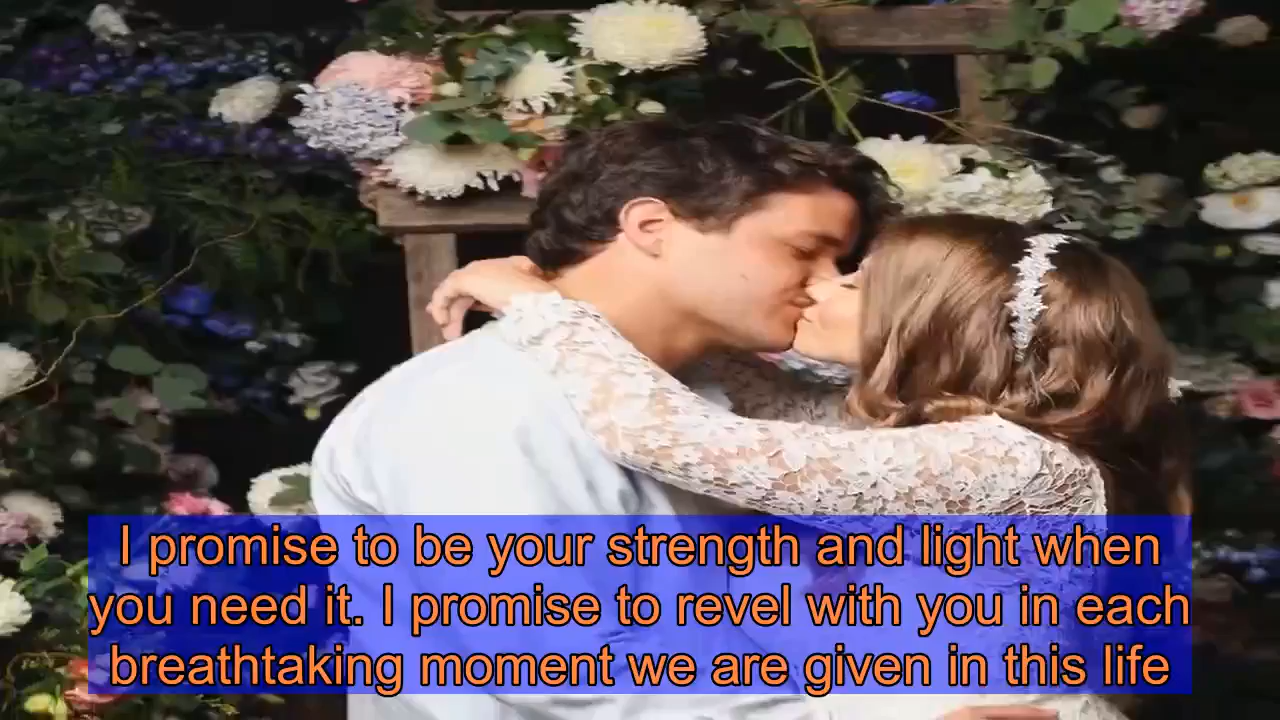 I promise to be your strength and light when
you need it. I promise to revel with you in each
breathtaking moment we are given in this life